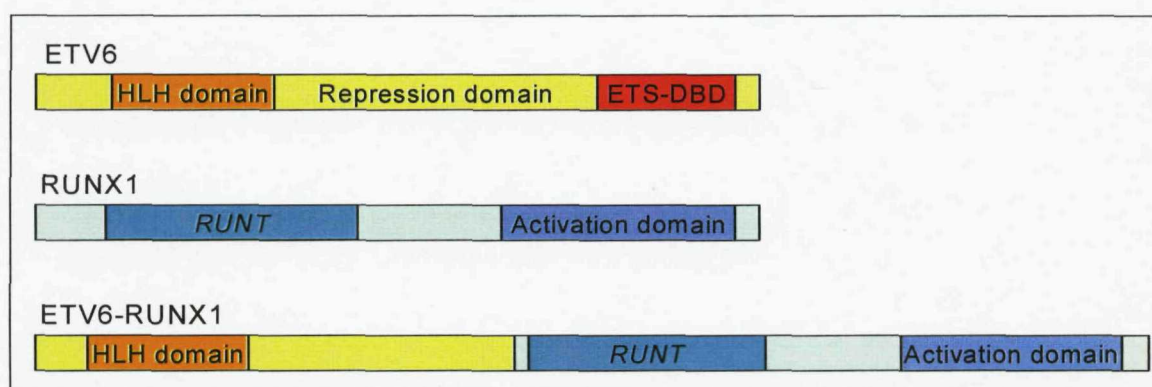 ETV6
HLH domain Repression domain ETS-DBD
RUNX1
RUNT Activation domain
ETV6-RUNX1
HLH domain RUNT Activation domain